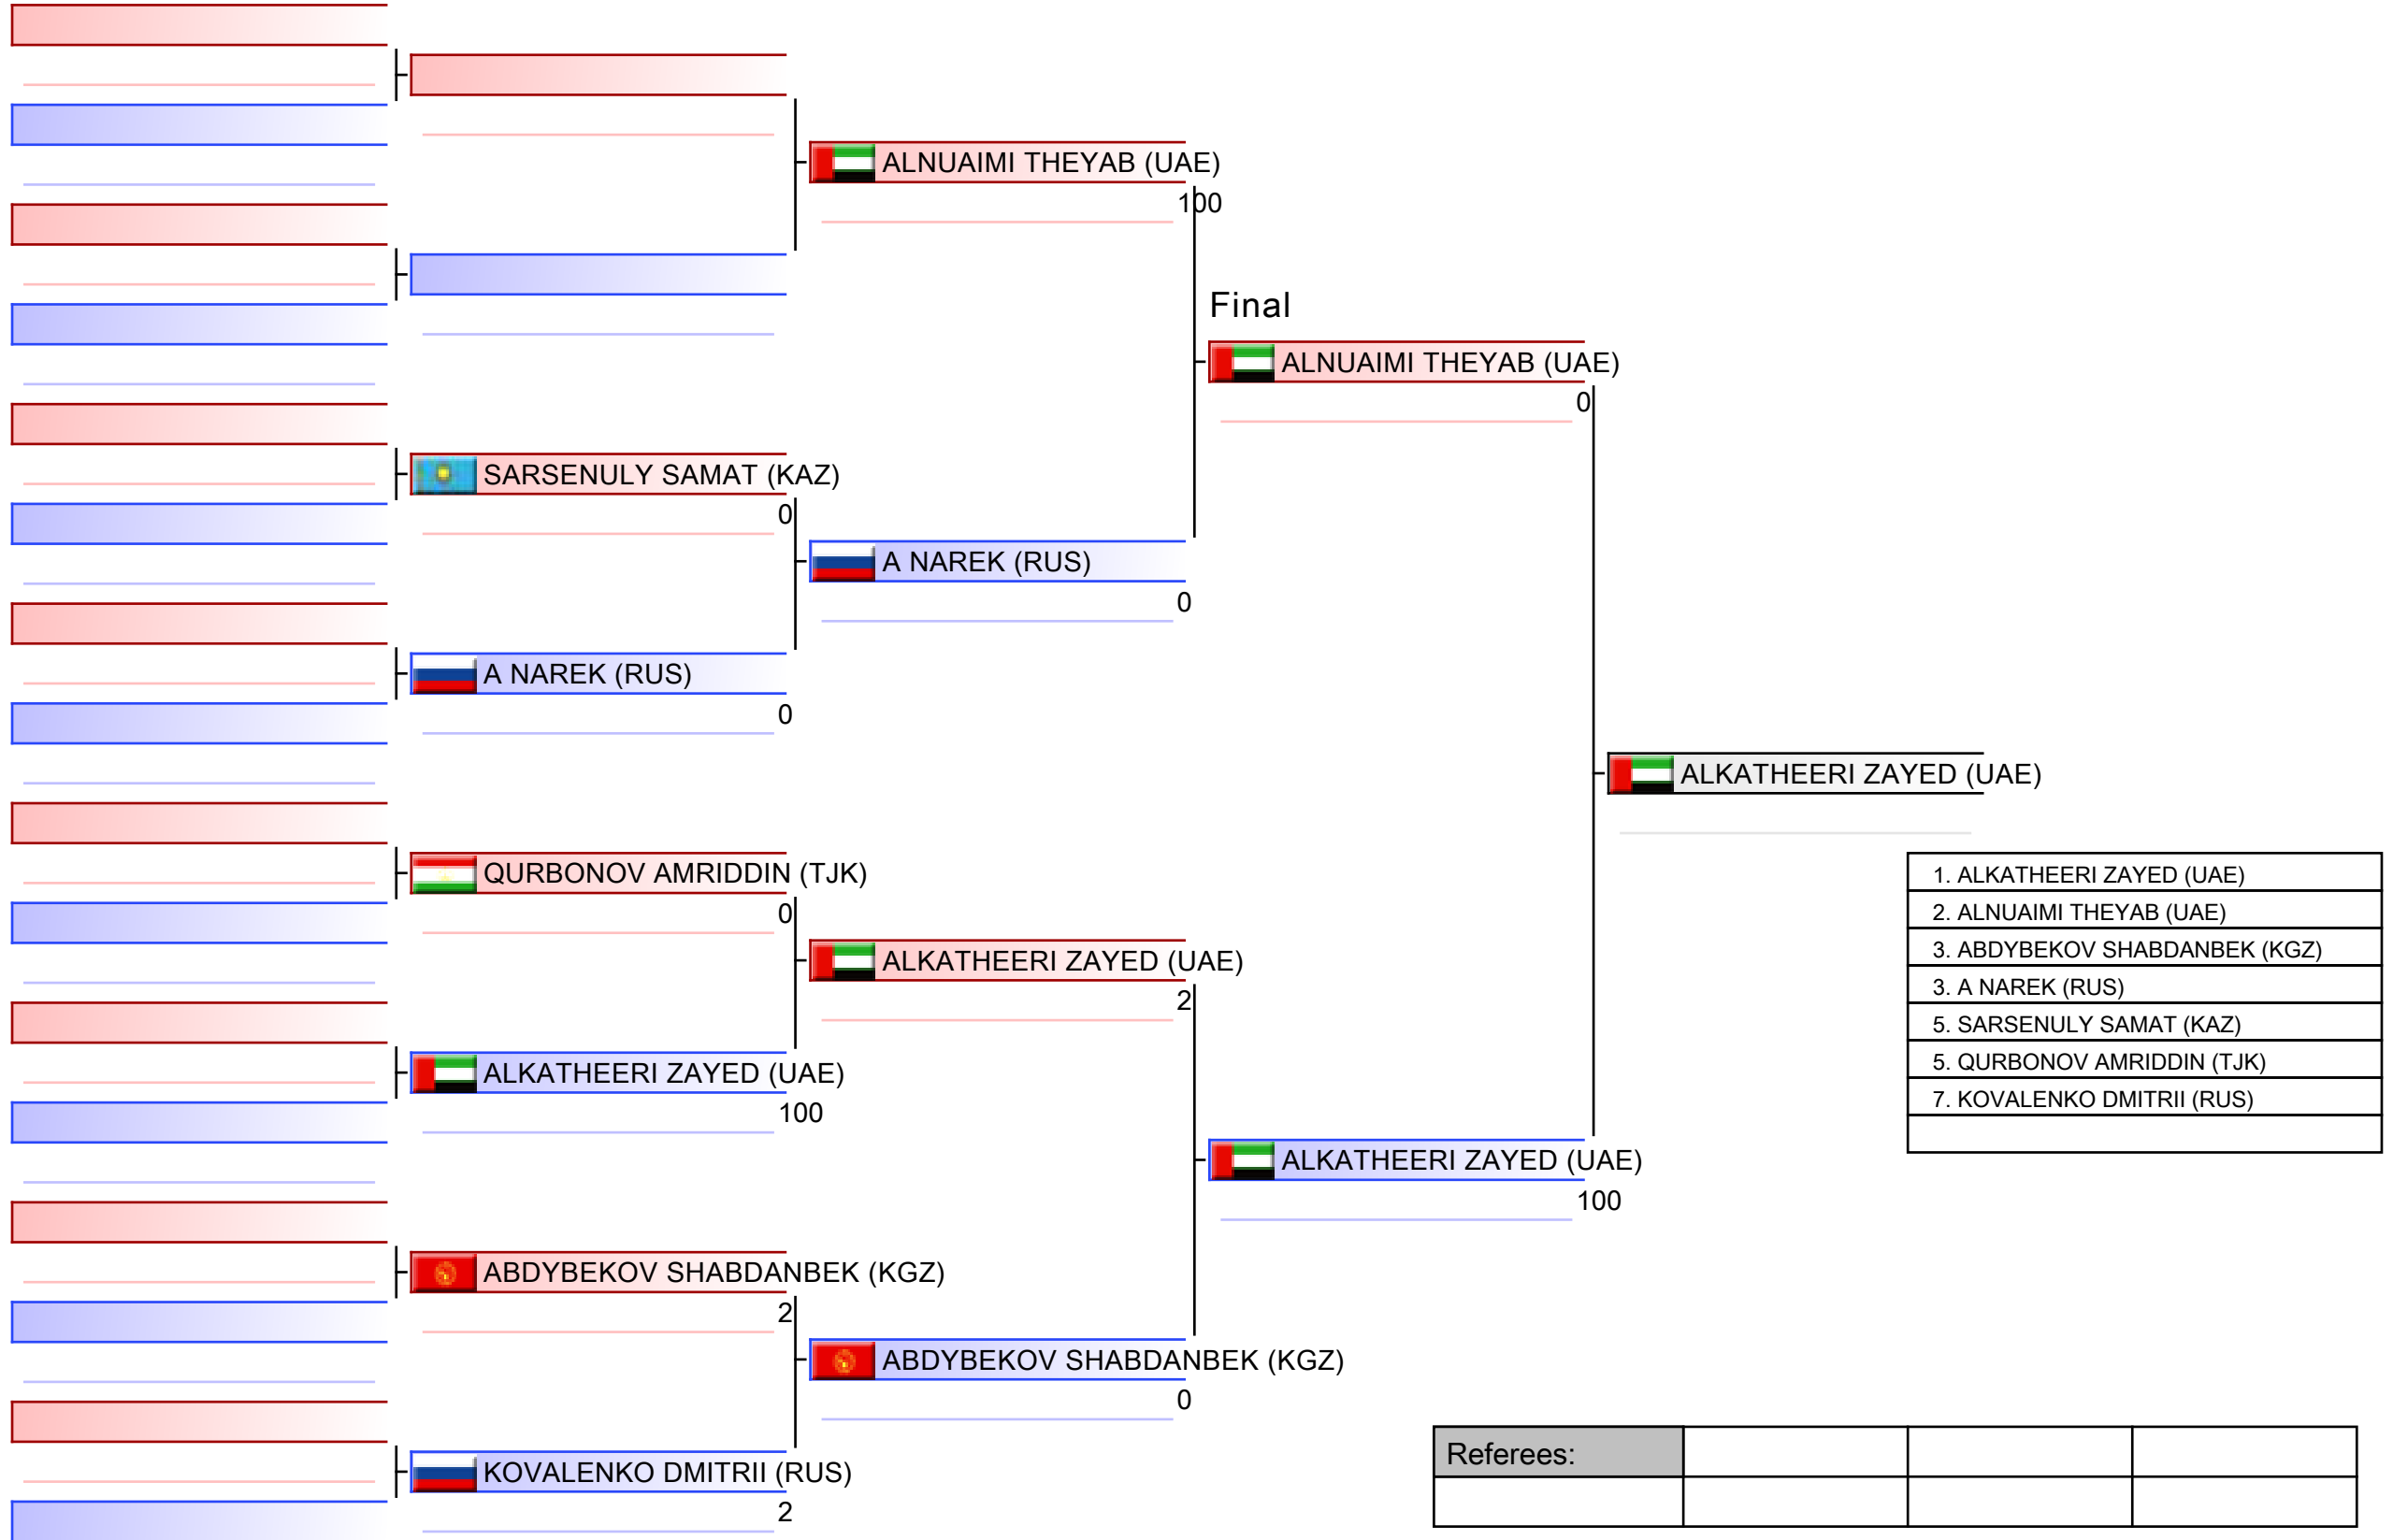 ALNUAIMI THEYAB (UAE)
100
Final
ALNUAIMI THEYAB (UAE)
0
SARSENULY SAMAT (KAZ)
0
A NAREK (RUS)
0
A NAREK (RUS)
0
ALKATHEERI ZAYED (UAE)
QURBONOV AMRIDDIN (TJK)
0
ALKATHEERI ZAYED (UAE)
2
ALKATHEERI ZAYED (UAE)
100
ALKATHEERI ZAYED (UAE)
100
ABDYBEKOV SHABDANBEK (KGZ)
2
ABDYBEKOV SHABDANBEK (KGZ)
0
KOVALENKO DMITRII (RUS)
2
1. ALKATHEERI ZAYED (UAE)
2. ALNUAIMI THEYAB (UAE)
3. ABDYBEKOV SHABDANBEK (KGZ)
3. A NAREK (RUS)
5. SARSENULY SAMAT (KAZ)
5. QURBONOV AMRIDDIN (TJK)
7. KOVALENKO DMITRII (RUS)
Referees: